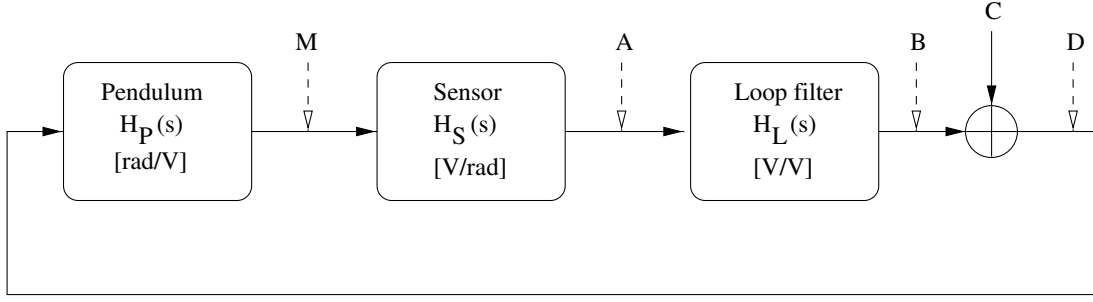 C
M
A
B
D
Pendulum
H_P(s)
[rad/V]
Sensor
H_S(s)
[V/rad]
Loop filter
H_L(s)
[V/V]